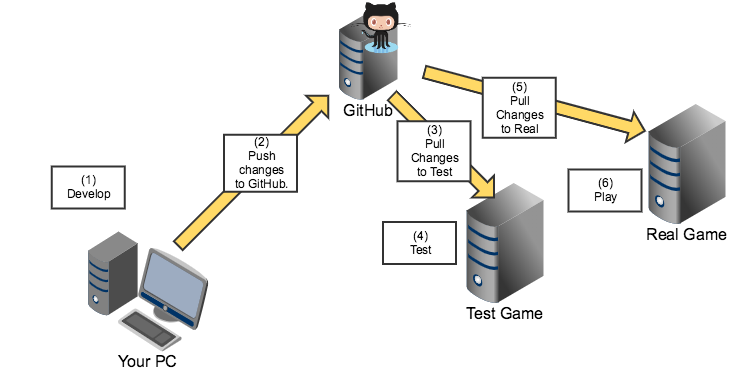 (1)
Develop
Your PC
(2)
Push
changes
to GitHub.
GitHub
(3)
Pull
Changes
to Test
(4)
Test
Test Game
(5)
Pull
Changes
to Real
(6)
Play
Real Game